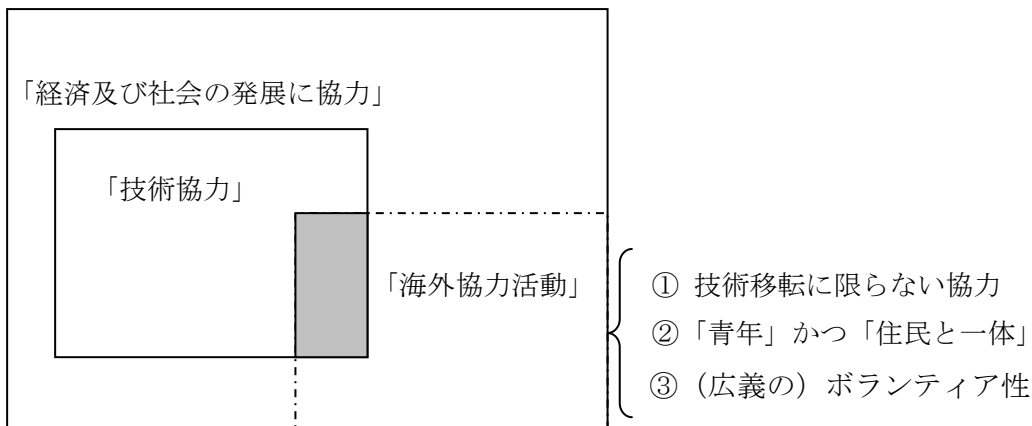 「経済及び社会の発展に協力」
「技術協力」
「海外協力活動」
① 技術移転に限らない協力
②「青年」かつ「住民と一体」
③（広義の）ボランティア性